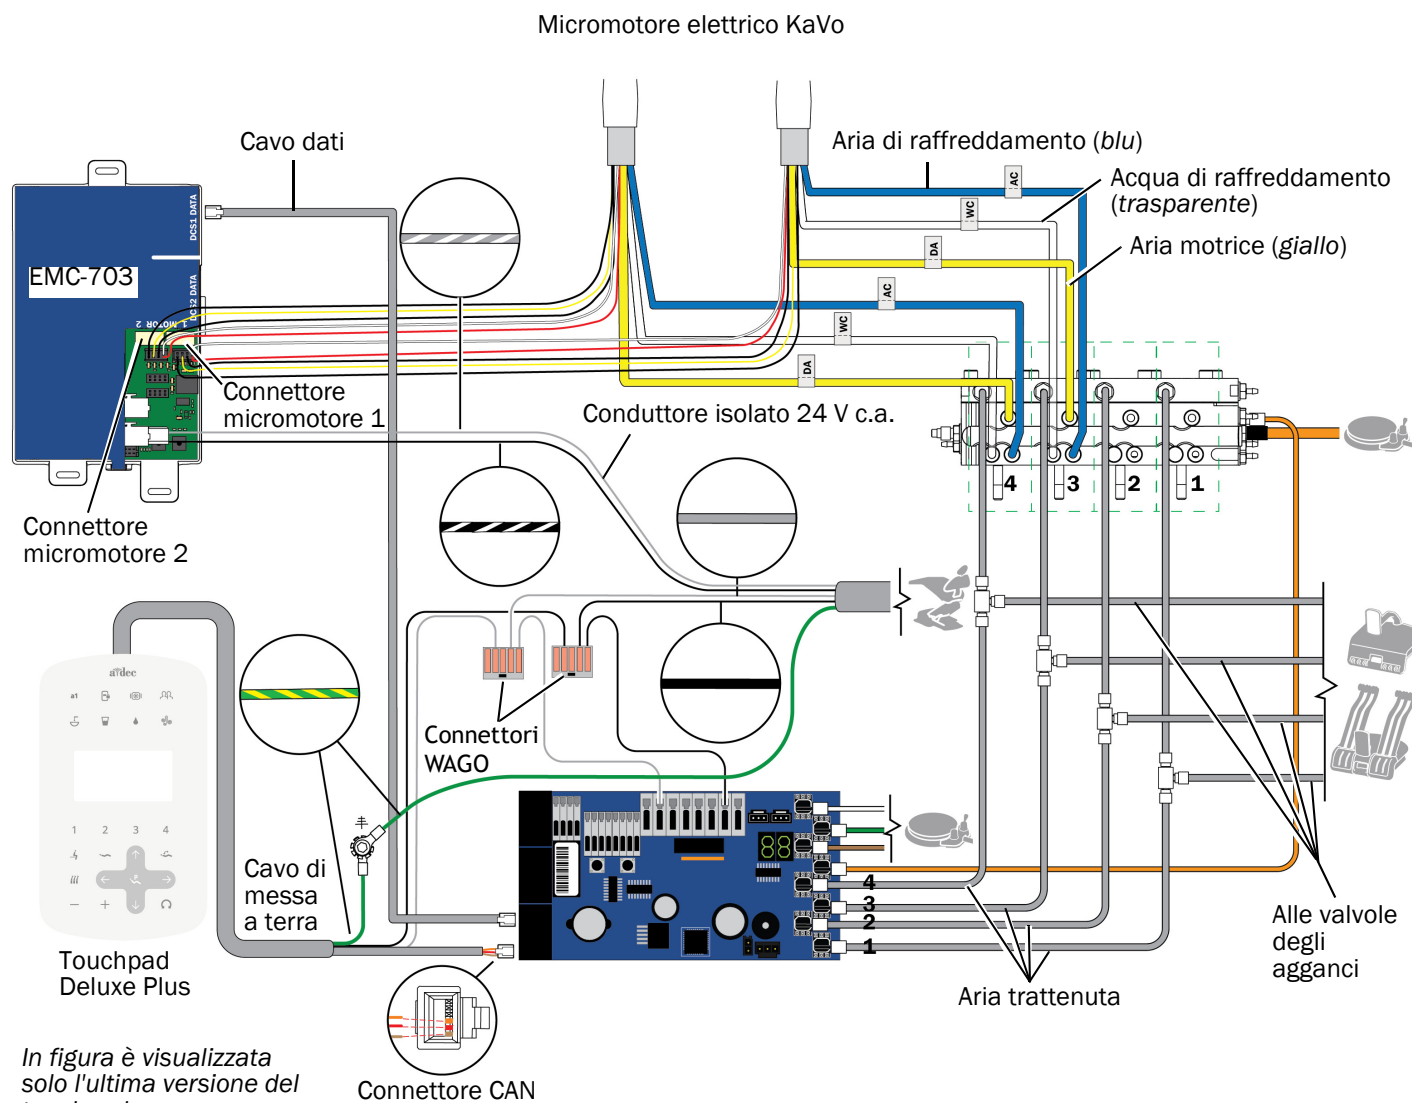 Micromotore elettrico KaVo
Cavo dati
Aria di raffreddamento (blu)
Acqua di raffreddamento
(trasparente)
Aria motrice (giallo)
AC
WC
DA
AC
WC
DA
DCS1 DATA
DCS2 DATA
EMC-703
1 MOTOR 2
Connettore
micromotore 1
Conduttore isolato 24 V c.a.
4 3 2 1
Connettore
micromotore 2
a dec
a1
Connettori
WAGO
1 2 3 4
88
Cavo di
messa
a terra
4
3
2
1
Alle valvole
degli
agganci
Touchpad
Deluxe Plus
Aria trattenuta
In figura è visualizzata
solo l'ultima versione del
Connettore CAN